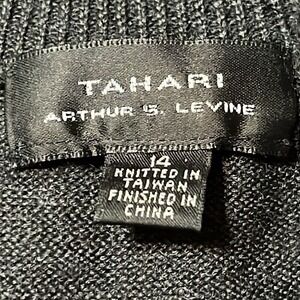 TAHARI
ARTHUR S. LEVINE
14
KNITTED IN
TAIWAN
FINISHED IN
CHINA